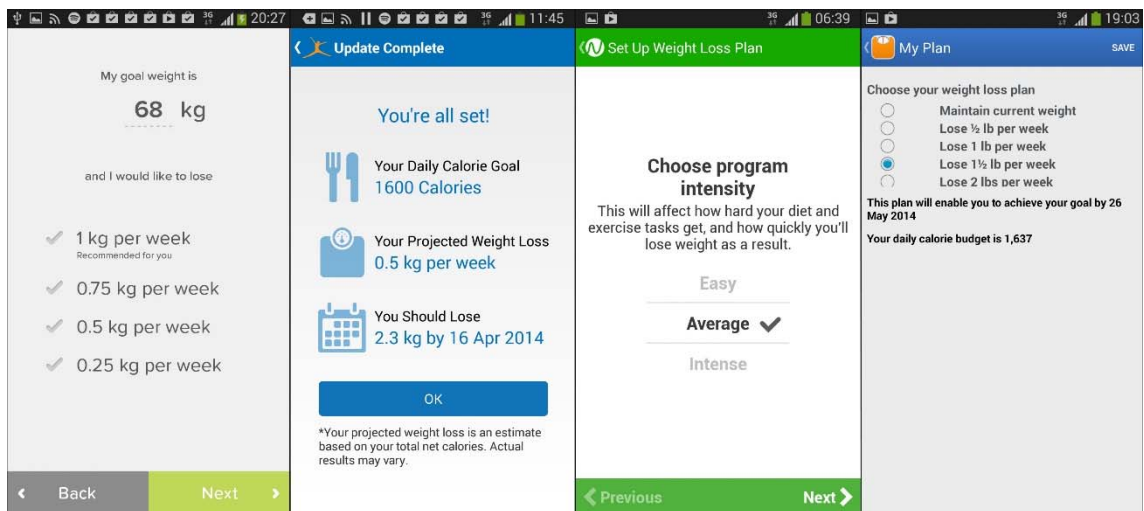 3G
20:27
My goal weight is
68 kg
and I would like to lose
1 kg per week
Recommended for you
0.75 kg per week
0.5 kg per week
0.25 kg per week
Back
Next
3G
11:45
Update Complete
You're all set!
Your Daily Calorie Goal
1600 Calories
Your Projected Weight Loss
0.5 kg per week
You Should Lose
2.3 kg by 16 Apr 2014
OK
*Your projected weight loss is an estimate
based on your total net calories. Actual
results may vary.
3G
06:39
Set Up Weight Loss Plan
Choose program
intensity
This will affect how hard your diet and
exercise tasks get, and how quickly you'll
lose weight as a result.
Easy
Average
Intense
Previous
Next
3G
19:03
My Plan
SAVE
Choose your weight loss plan
Maintain current weight
Lose ½ lb per week
Lose 1 lb per week
Lose 1½ lb per week
Lose 2 lbs per week
This plan will enable you to achieve your goal by 26
May 2014
Your daily calorie budget is 1,637